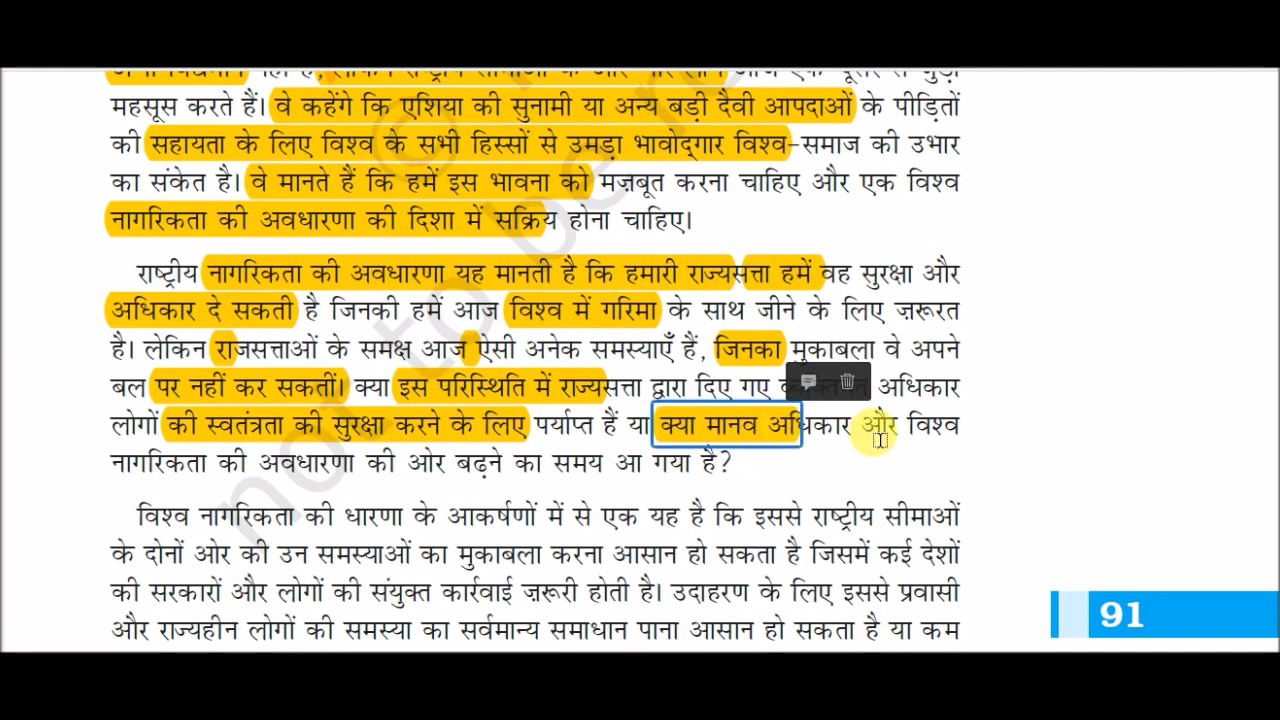 महसूस करते हैं। वे कहेंगे कि एशिया की सुनामी या अन्य बड़ी दैवी आपदाओं के पीड़ितों
की सहायता के लिए विश्व के सभी हिस्सों से उमड़ा भावोद्‌गार विश्व-समाज की उभार
का संकेत है। वे मानते हैं कि हमें इस भावना को मज़बूत करना चाहिए और एक विश्व
नागरिकता की अवधारणा की दिशा में सक्रिय होना चाहिए।
राष्ट्रीय नागरिकता की अवधारणा यह मानती है कि हमारी राज्यसत्ता हमें वह सुरक्षा और
अधिकार दे सकती है जिनकी हमें आज विश्व में गरिमा के साथ जीने के लिए ज़रूरत
है। लेकिन राजसत्ताओं के समक्ष आज ऐसी अनेक समस्याएँ हैं, जिनका मुकाबला वे अपने
बल पर नहीं कर सकतीं। क्या इस परिस्थिति में राज्यसत्ता द्वारा दिए गए अधिकार
लोगों की स्वतंत्रता की सुरक्षा करने के लिए पर्याप्त हैं या क्या मानव अधिकार और विश्व
नागरिकता की अवधारणा की ओर बढ़ने का समय आ गया है?
विश्व नागरिकता की धारणा के आकर्षणों में से एक यह है कि इससे राष्ट्रीय सीमाओं
के दोनों ओर की उन समस्याओं का मुकाबला करना आसान हो सकता है जिसमें कई देशों
की सरकारों और लोगों की संयुक्त कार्रवाई ज़रूरी होती है। उदाहरण के लिए इससे प्रवासी
और राज्यहीन लोगों की समस्या का सर्वमान्य समाधान पाना आसान हो सकता है या कम
91
not to be re